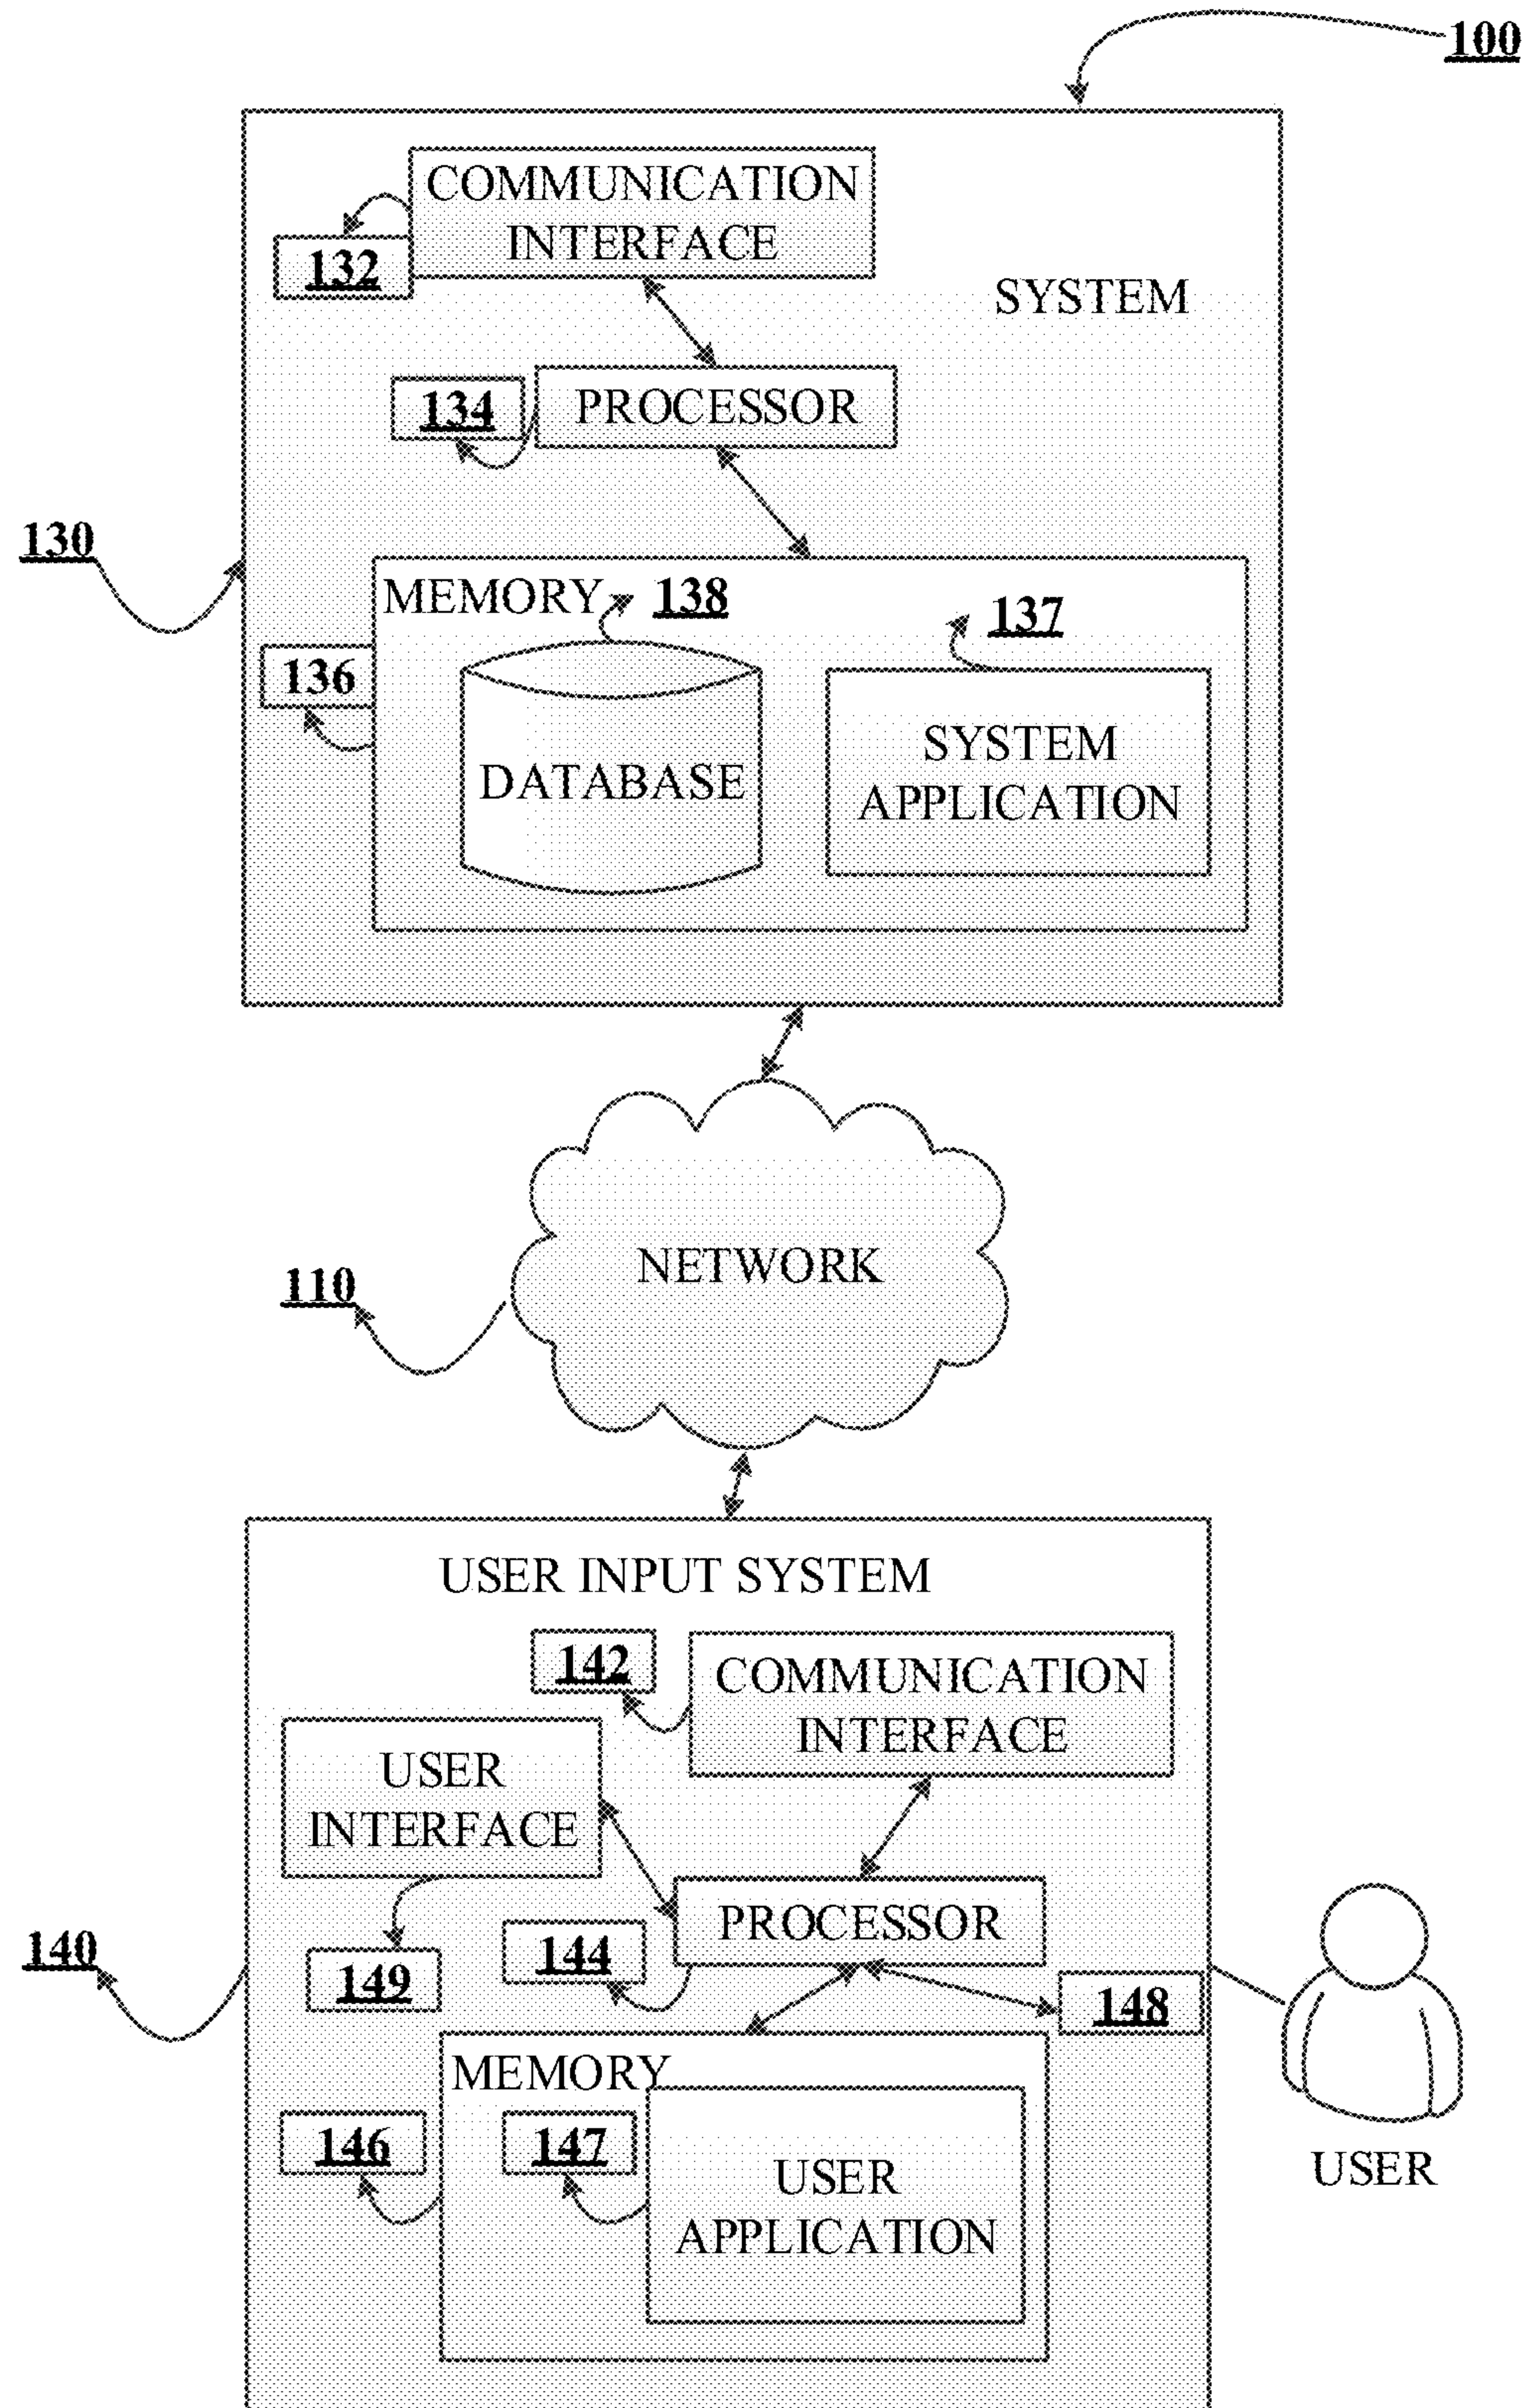 100
COMMUNICATION
INTERFACE
132
SYSTEM
134
PROCESSOR
130
MEMORY
138
137
136
DATABASE
SYSTEM
APPLICATION
NETWORK
110
USER INPUT SYSTEM
142
COMMUNICATION
INTERFACE
USER
INTERFACE
PROCESSOR
144
140
149
148
MEMORY
146
147
USER
APPLICATION
USER